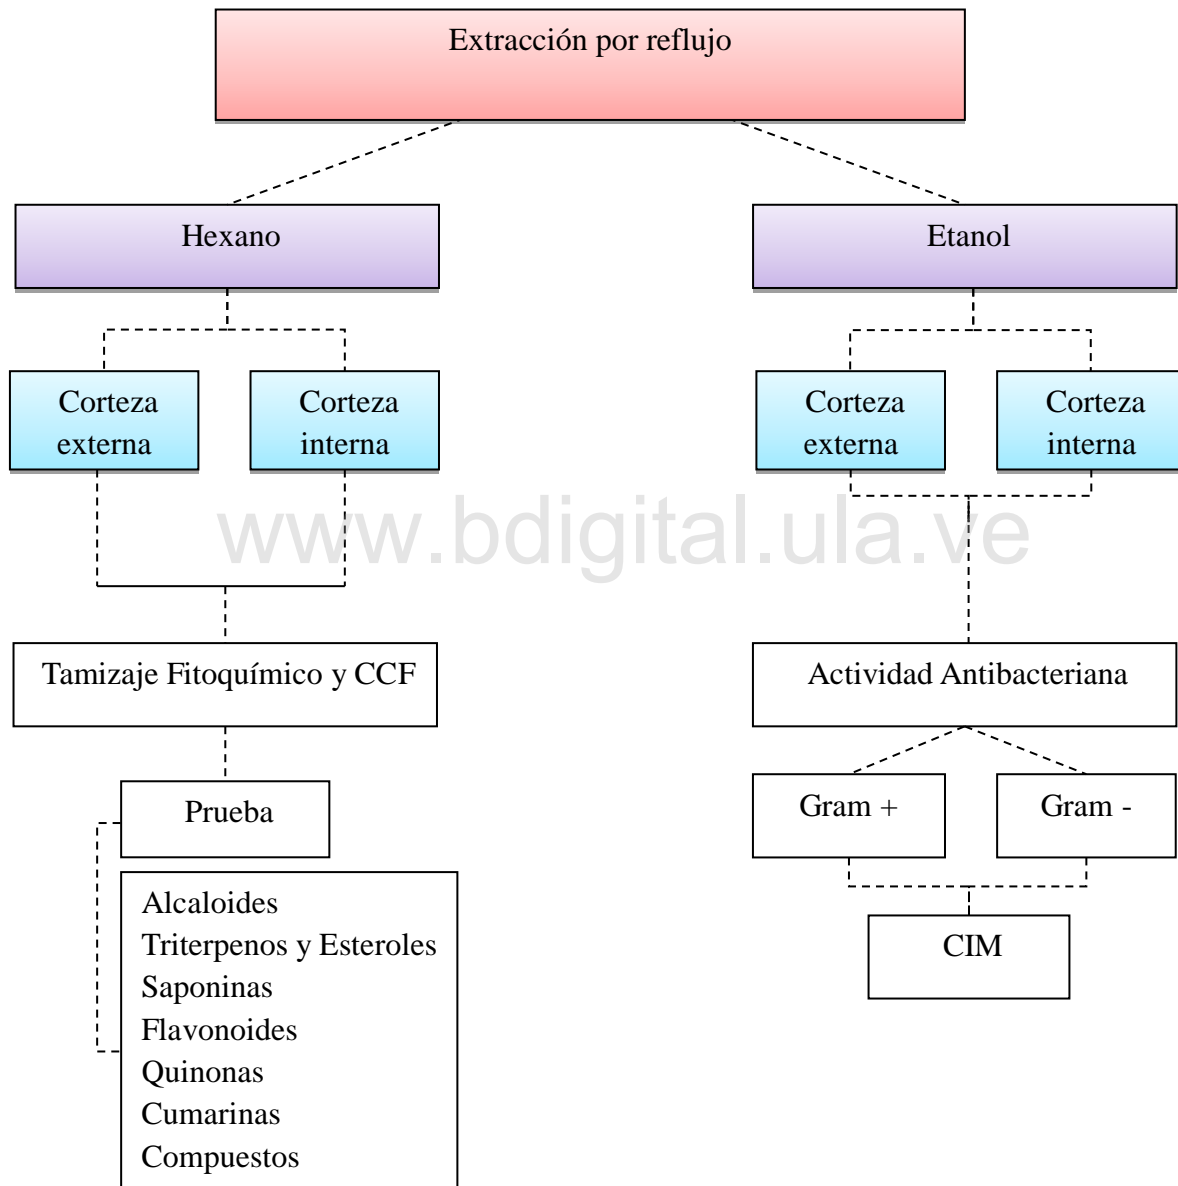 Extracción por reflujo
Hexano
Etanol
Corteza
externa
Corteza
interna
Corteza
externa
Corteza
interna
www.bdigital.ula.ve
Tamizaje Fitoquímico y CCF
Actividad Antibacteriana
Prueba
Gram +
Gram -
Alcaloides
Triterpenos y Esteroles
Saponinas
Flavonoides
Quinonas
Cumarinas
Compuestos
CIM